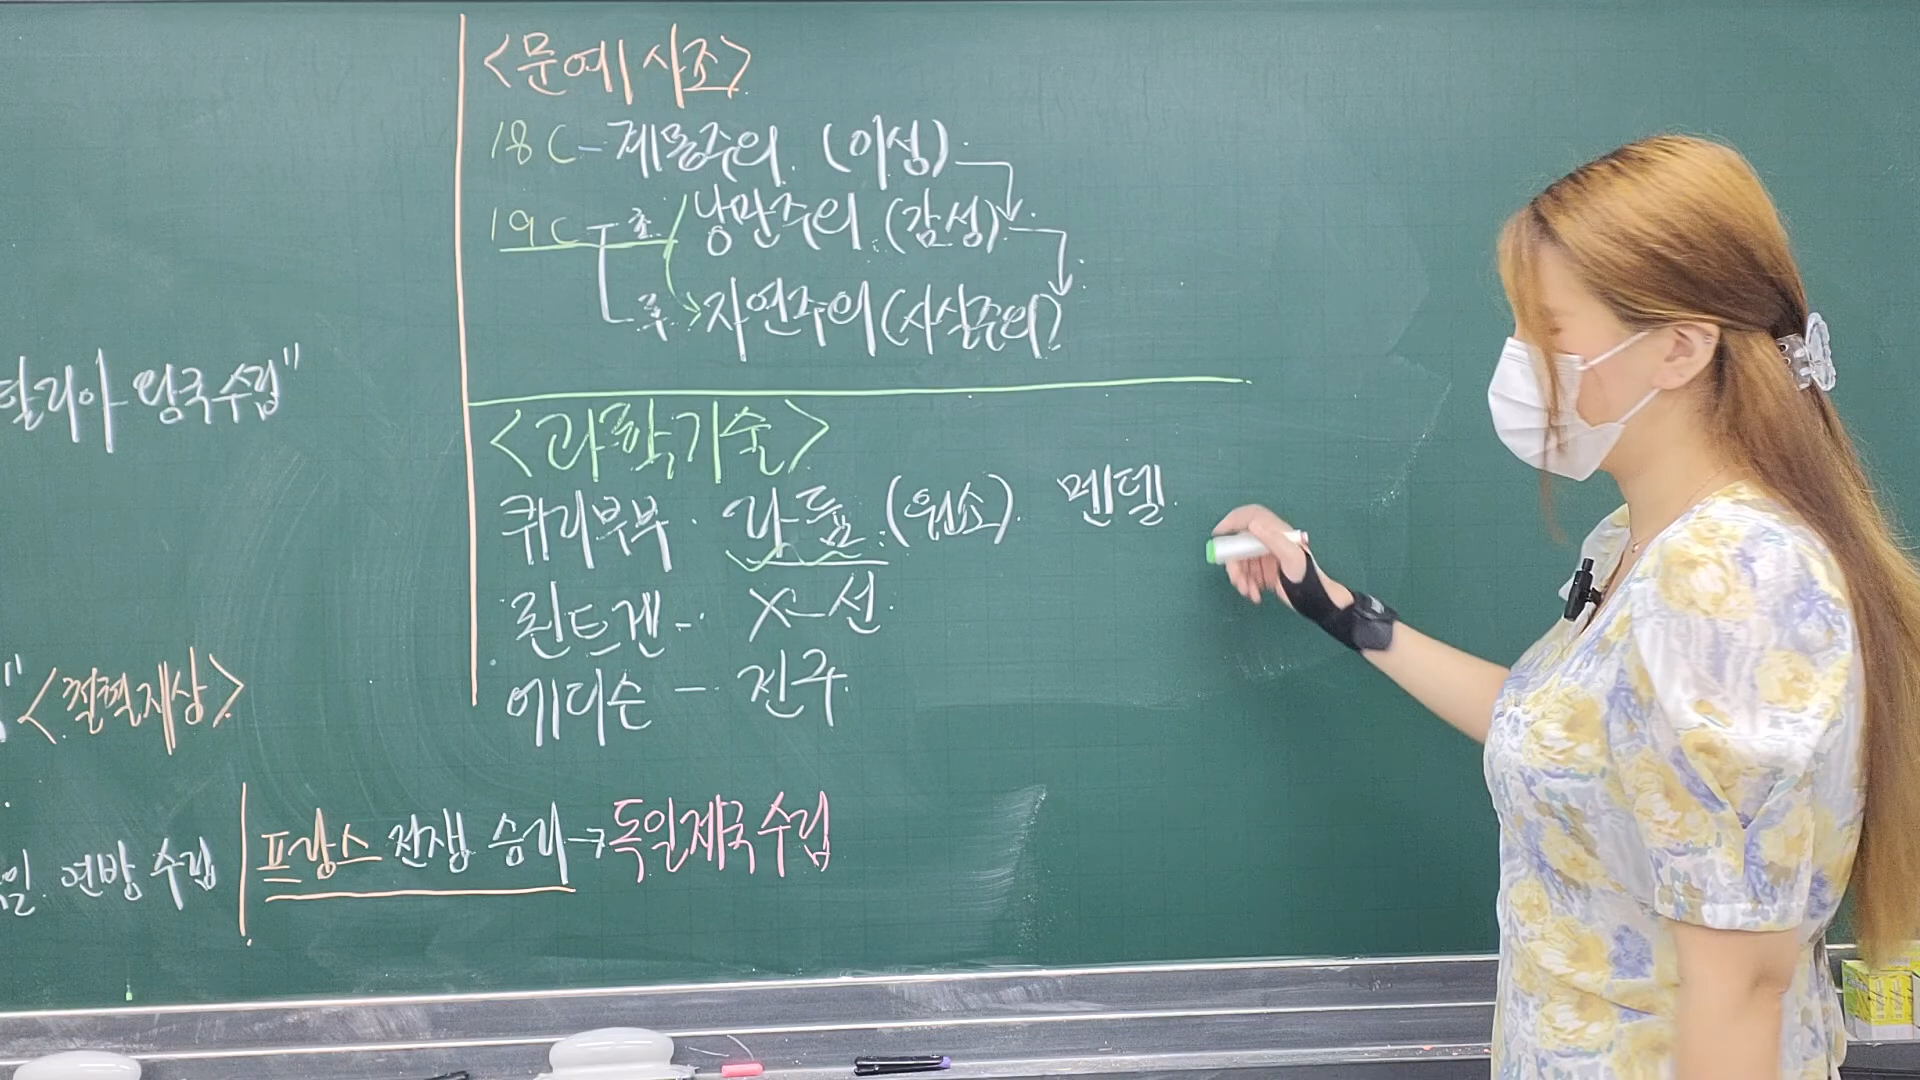 <문예사조>
18C - 계몽주의 (이성)
19C 초 낭만주의 (감성)
후 → 자연주의 (사실주의)
<과학기술>
퀴리부부. 라듐 (원소). 멘델
뢴트겐 - X-선
에디슨 - 전구
탈리아 왕국수립"
" <철혈재상>
일 연방 수립
프랑스 전쟁 승리 → 독일제국 수립